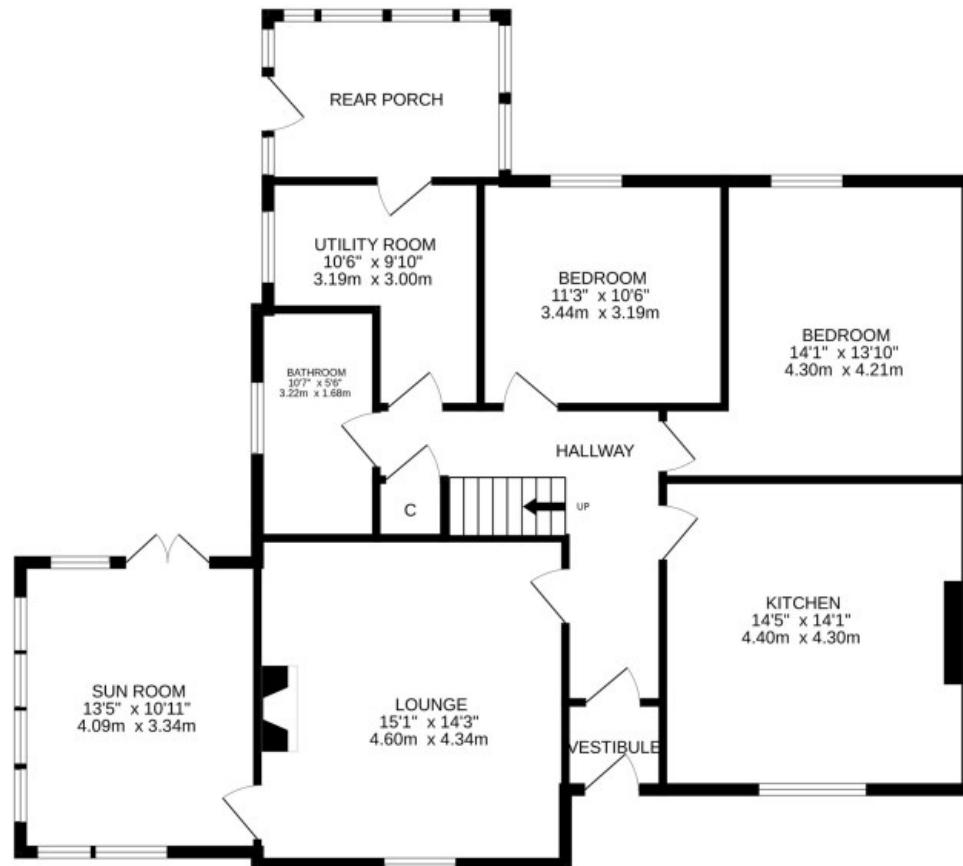 REAR PORCH
UTILITY ROOM
10'6" x 9'10"
3.19m x 3.00m
BEDROOM
11'3" x 10'6"
3.44m x 3.19m
BEDROOM
14'1" x 13'10"
4.30m x 4.21m
BATHROOM
10'7" x 5'6"
3.22m x 1.68m
HALLWAY
C
UP
KITCHEN
14'5" x 14'1"
4.40m x 4.30m
SUN ROOM
13'5" x 10'11"
4.09m x 3.34m
LOUNGE
15'1" x 14'3"
4.60m x 4.34m
VESTIBULE